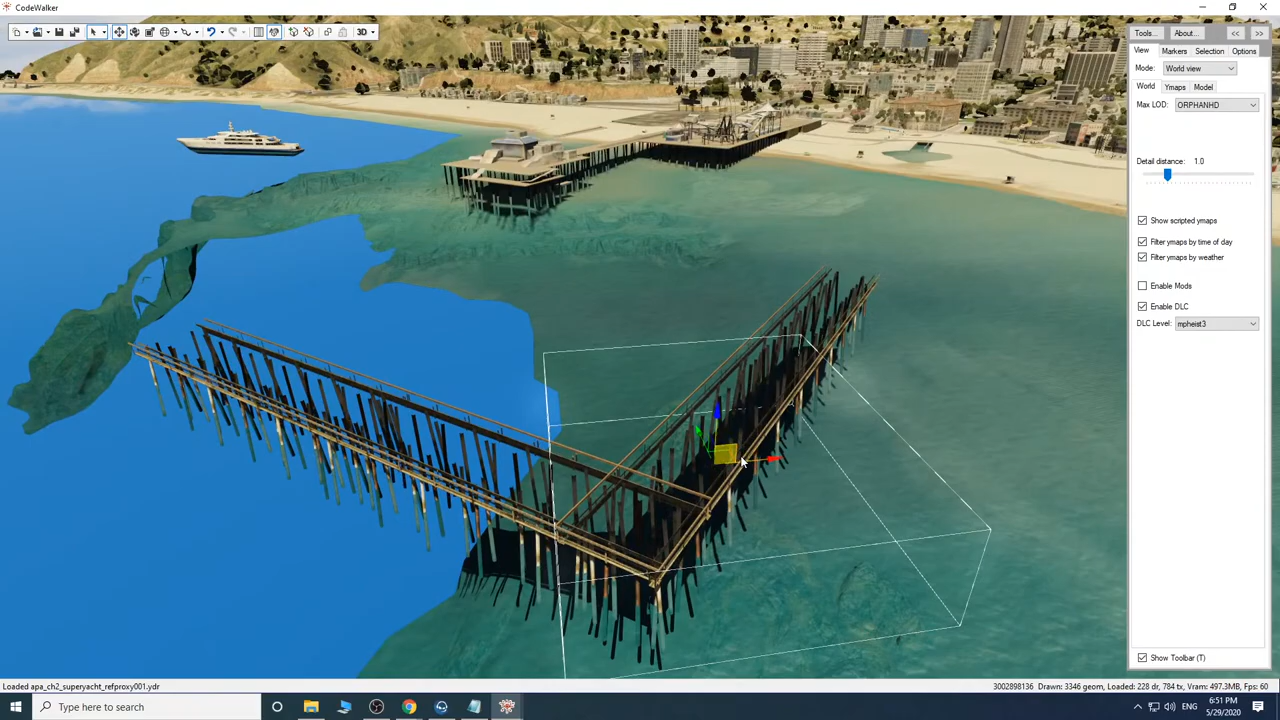 CodeWalker
3D
Tools...
About...
<<
>>
View
Markers
Selection
Options
Mode:
World view
World
Ymaps
Model
Max LOD:
ORPHANHD
Detail distance:
1.0
Show scripted ymaps
Filter ymaps by time of day
Filter ymaps by weather
Enable Mods
Enable DLC
DLC Level:
mpheist3
Show Toolbar (T)
Loaded apa_ch2_superyacht_refproxy001.ydr
3002898136 Drawn: 3346 geom, Loaded: 228 dr, 784 tx, Vram: 497.3MB, Fps: 60
Type here to search
ENG
6:51 PM
5/29/2020